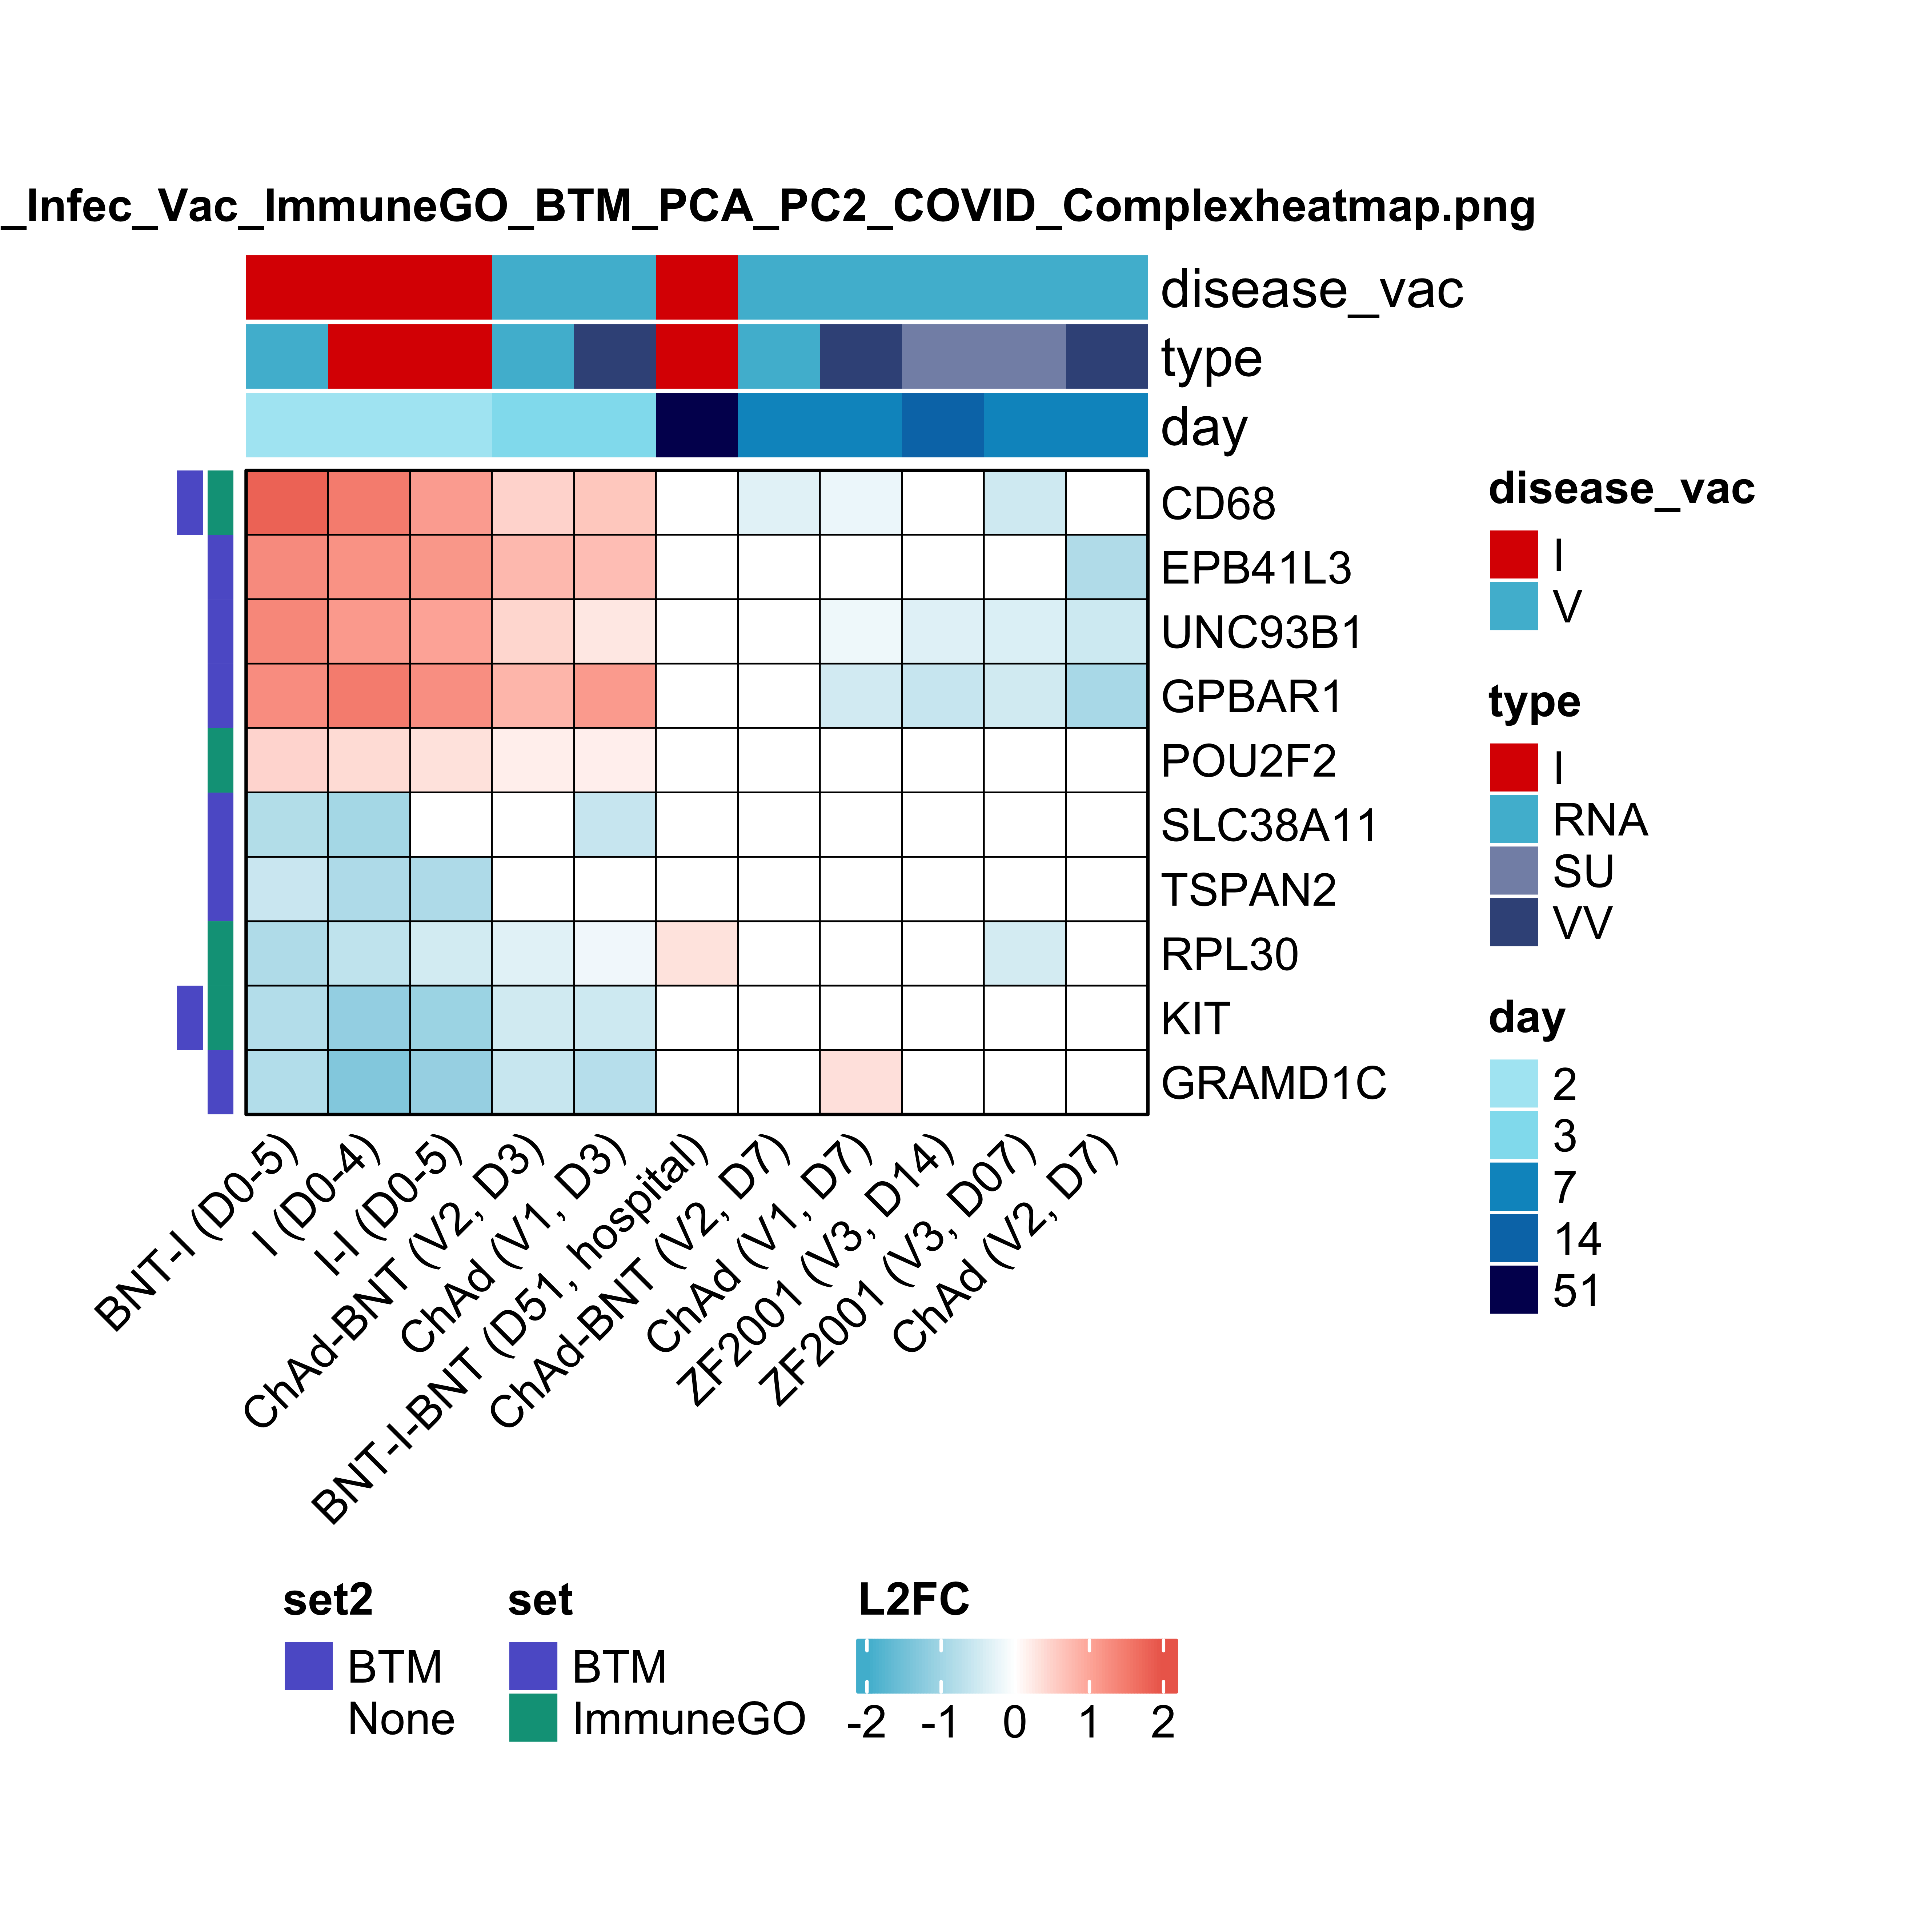 _Infec_Vac_ImmuneGO_BTM_PCA_PC2_COVID_Complexheatmap.png
disease_vac
type
day
CD68
EPB41L3
UNC93B1
GPBAR1
POU2F2
SLC38A11
TSPAN2
RPL30
KIT
GRAMD1C
BNT-I (D0-5)
I (D0-4)
I-I (D0-5)
ChAd-BNT (V2, D3)
ChAd (V1, D3)
BNT-I-BNT (D51, hospital)
ChAd-BNT (V2, D7)
ChAd (V1, D7)
ZF2001 (V3, D14)
ZF2001 (V3, D07)
ChAd (V2, D7)
disease_vac
I
V
type
I
RNA
SU
VV
day
2
3
7
14
51
set2
BTM
None
set
BTM
ImmuneGO
L2FC
-2 -1 0 1 2